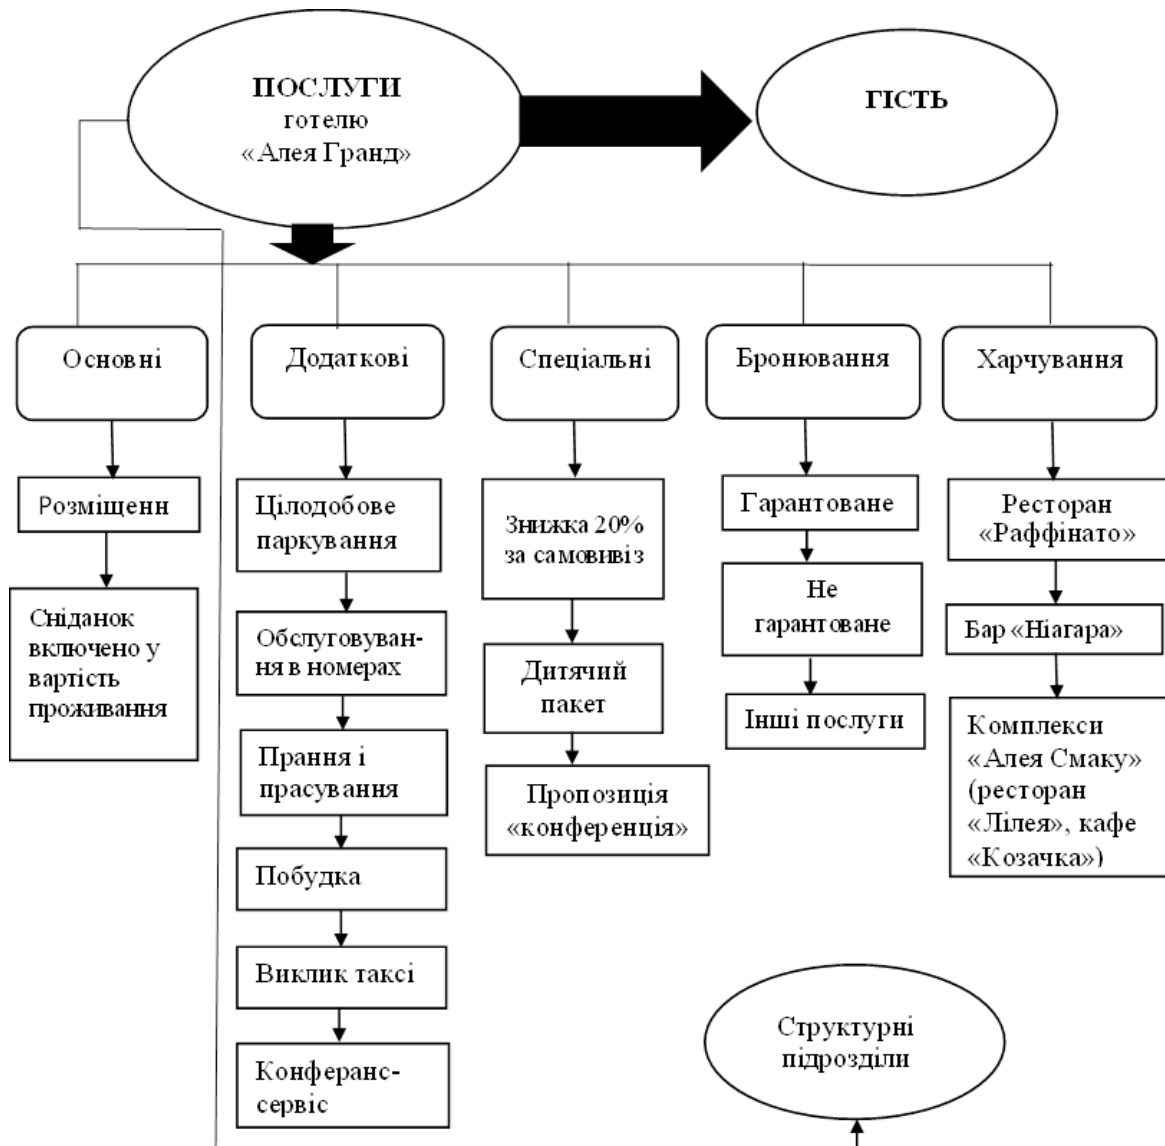 ПОСЛУГИ
готелю
«Алея Гранд»
ГІСТЬ
Основні
Додаткові
Спеціальні
Бронювання
Харчування
Розміщенн
Сніданок
включено у
вартість
проживання
Цілодобове
паркування
Обслуговуван-
ня в номерах
Прання і
прасування
Побудка
Виклик таксі
Конферанс-
сервіс
Знижка 20%
за самовивіз
Дитячий
пакет
Пропозиція
«конференція»
Гарантоване
Не
гарантоване
Інші послуги
Ресторан
«Раффінато»
Бар «Ніагара»
Комплекси
«Алея Смаку»
(ресторан
«Лілея», кафе
«Козачка»)
Структурні
підрозділи